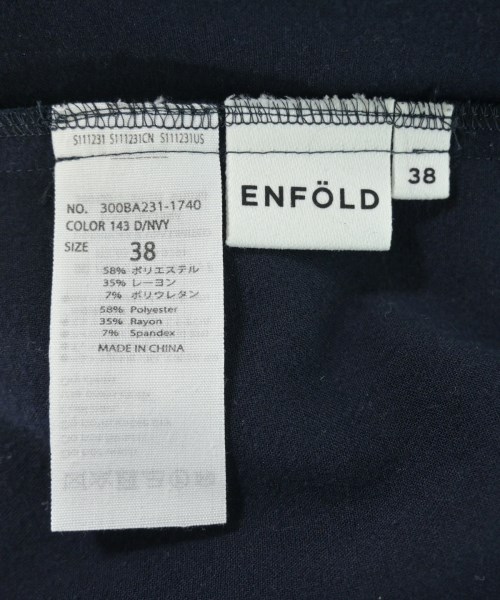 S111231 S111231CN S111231US
NO. 300BA231-1740
COLOR 143 D/NVY
SIZE 38
58% ポリエステル
35% レーヨン
7% ポリウレタン
58% Polyester
35% Rayon
7% Spandex
MADE IN CHINA
ENFÖLD
38